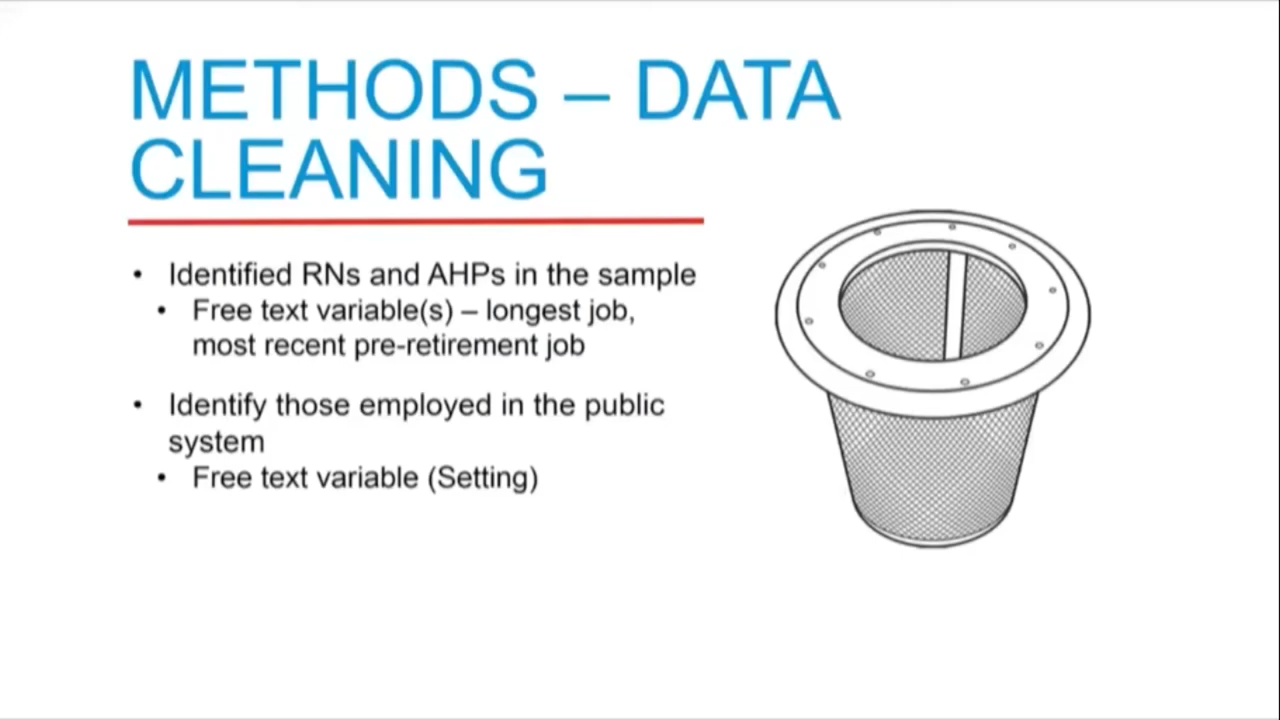 METHODS – DATA
CLEANING
• Identified RNs and AHPs in the sample
• Free text variable(s) – longest job,
most recent pre-retirement job
• Identify those employed in the public
system
• Free text variable (Setting)